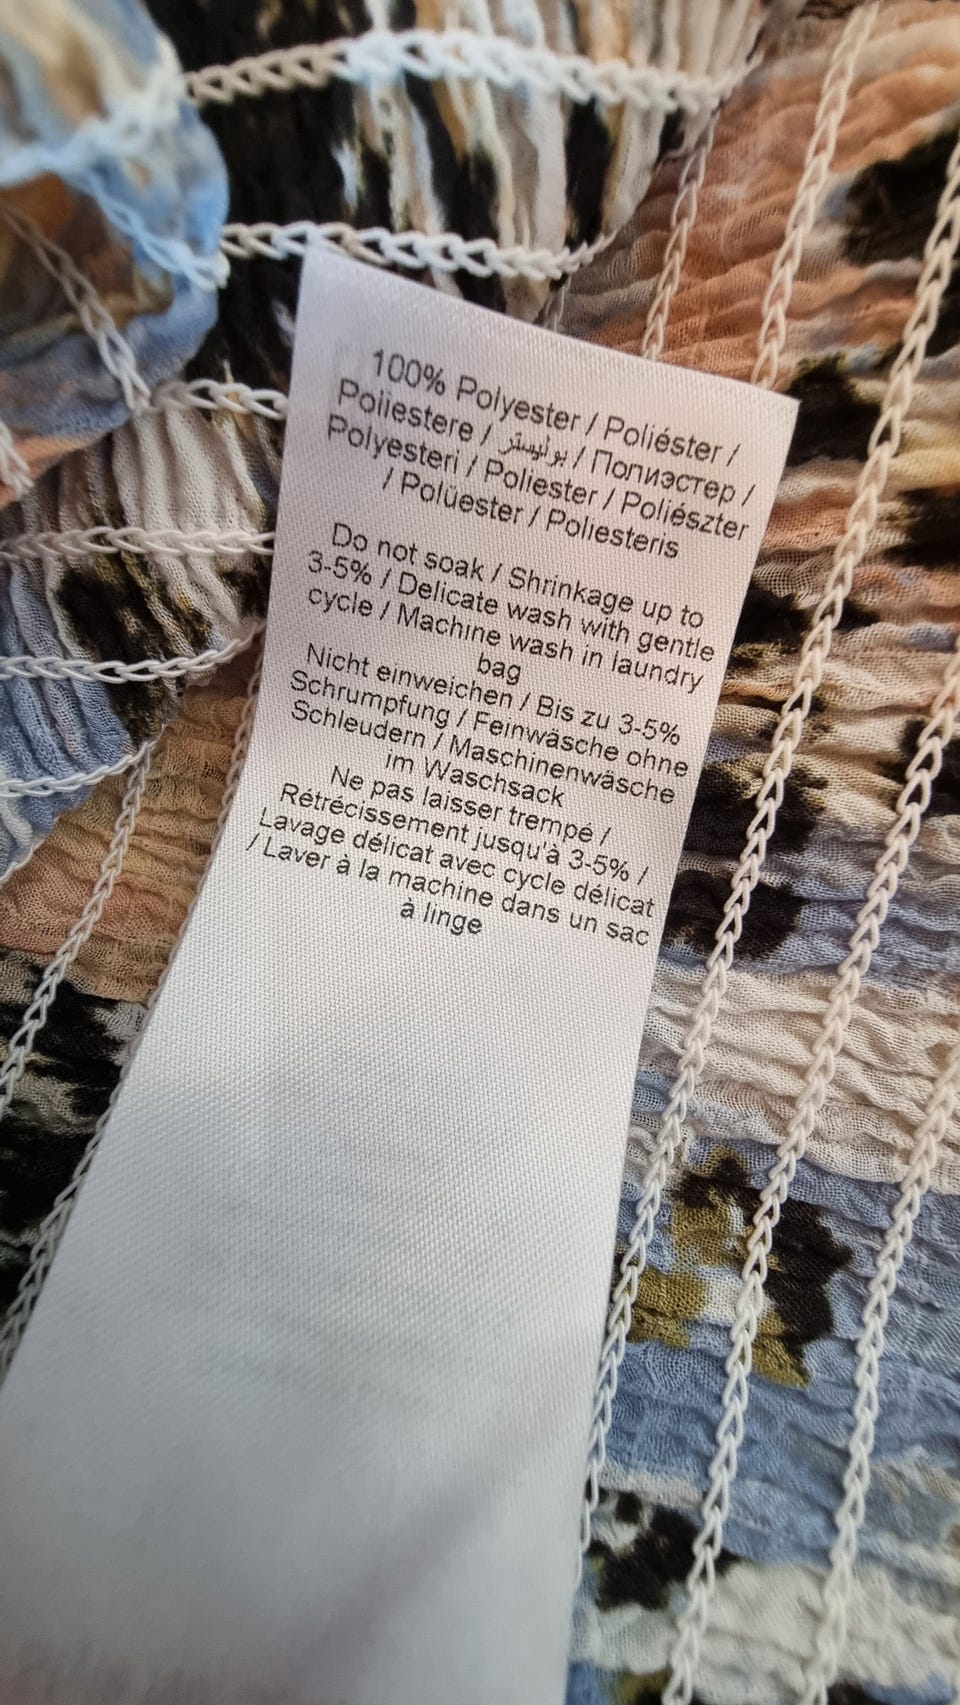 100% Polyester / Poliéster /
Poliestere / بوليستر / Полиэстер /
Polyesteri / Poliester / Poliészter
/ Polüester / Poliesteris
Do not soak / Shrinkage up to
3-5% / Delicate wash with gentle
cycle / Machine wash in laundry
bag
Nicht einweichen / Bis zu 3-5%
Schrumpfung / Feinwäsche ohne
Schleudern / Maschinenwäsche
im Waschsack
Ne pas laisser trempé /
Rétrécissement jusqu'à 3-5% /
Lavage délicat avec cycle délicat
/ Laver à la machine dans un sac
à linge